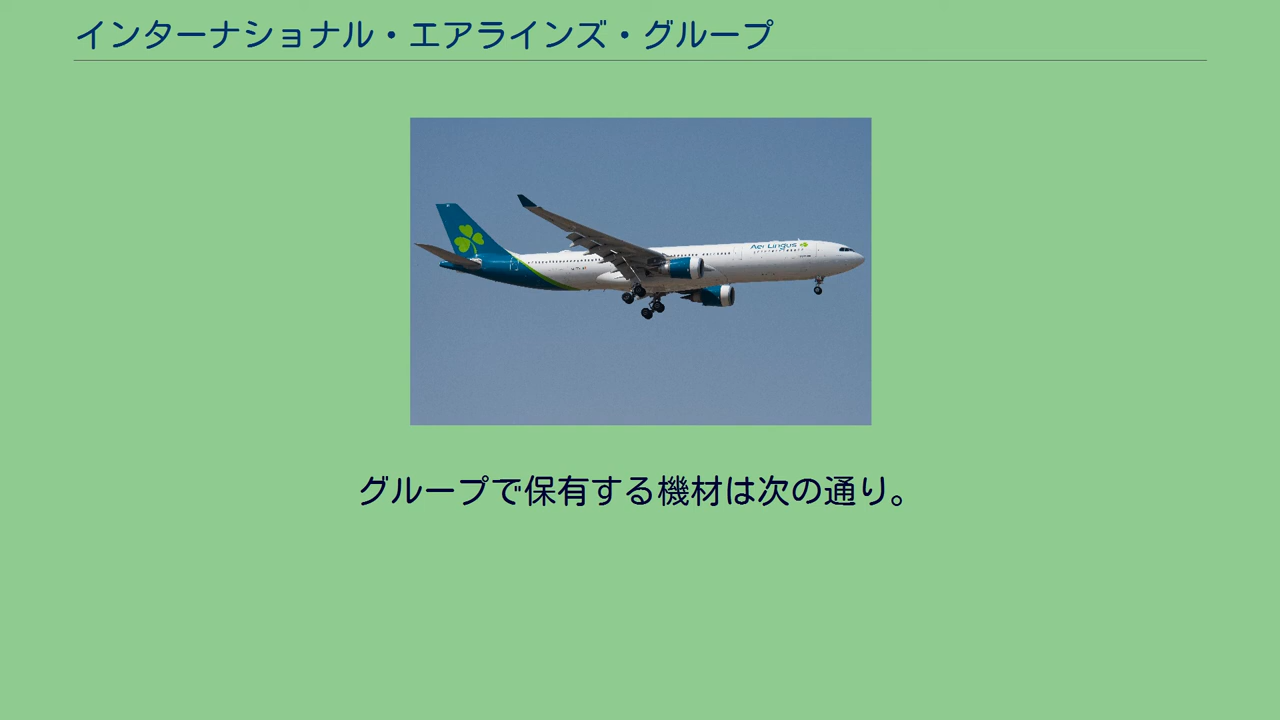 インターナショナル・エアラインズ・グループ
Aer Lingus
グループで保有する機材は次の通り。